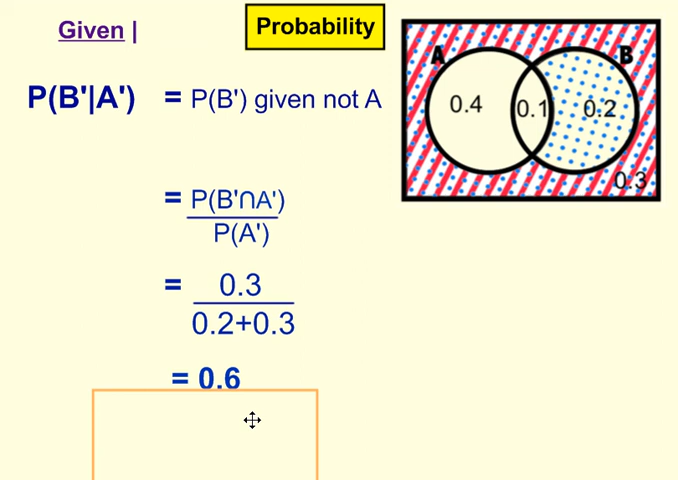 Given |
Probability
P(B'|A') = P(B') given not A
= P(B'∩A')
P(A')
= 0.3
0.2+0.3
= 0.6
A
B
0.4
0.1
0.2
0.3